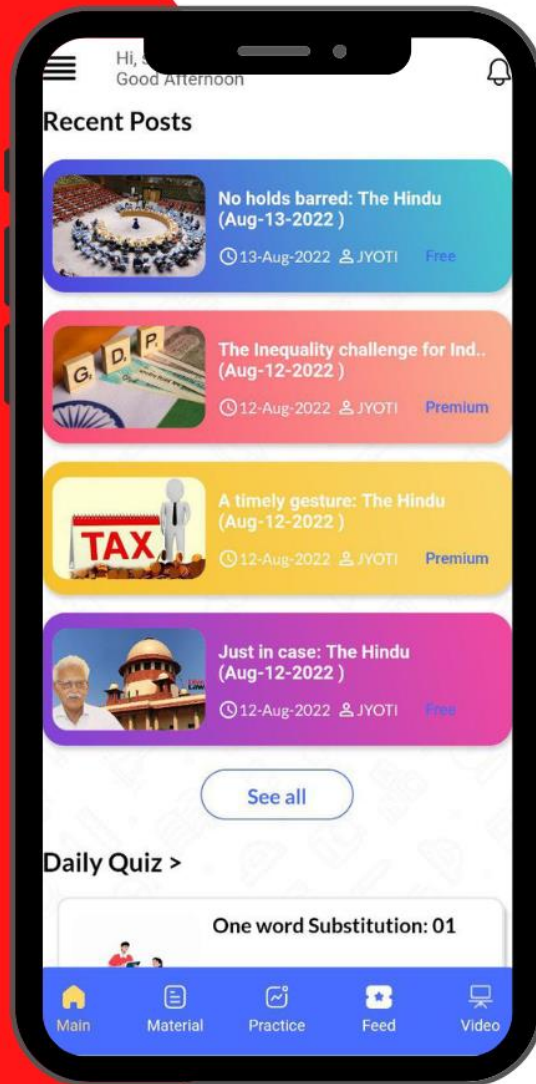 Hi,
Good Afternoon
Recent Posts
No holds barred: The Hindu
(Aug-13-2022 )
13-Aug-2022 JYOTI Free
G D P
The Inequality challenge for Ind..
(Aug-12-2022 )
12-Aug-2022 JYOTI Premium
TAX
A timely gesture: The Hindu
(Aug-12-2022 )
12-Aug-2022 JYOTI Premium
Just in case: The Hindu
(Aug-12-2022 )
12-Aug-2022 JYOTI Free
See all
Daily Quiz >
One word Substitution: 01
Main Material Practice Feed Video